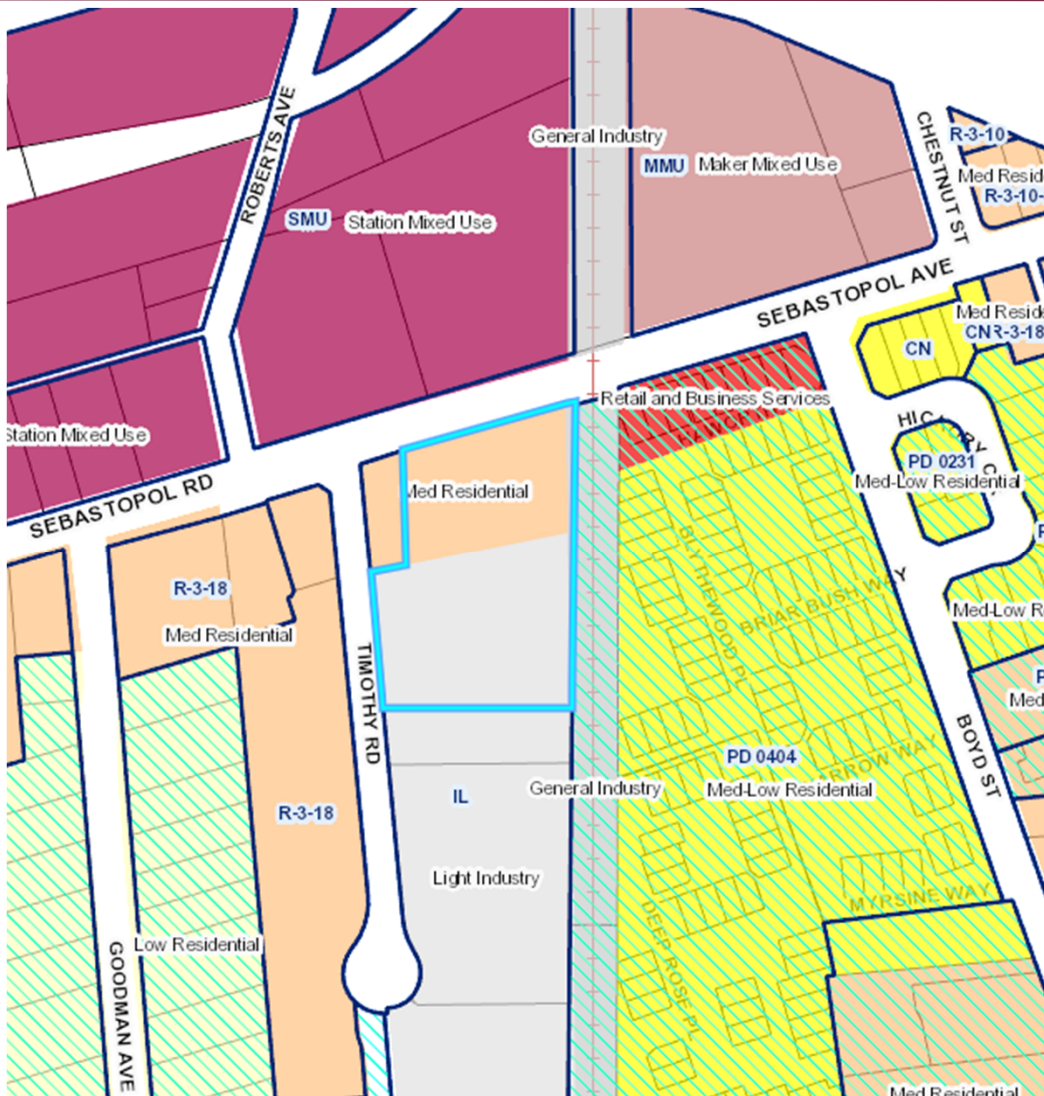 General Industry
CHESTNUT ST
R-3-10
ROBERTS AVE
MMU Maker Mixed Use
Med Resid
R-3-10-
SMU Station Mixed Use
SEBASTOPOL AVE
Med Reside
CN R-3-18
CN
Retail and Business Services
Station Mixed Use
PD 0231
Med-Low Residential
SEBASTOPOL RD
Med Residential
BLYTHEWOOD PL
R-3-18
BRIAR BUSH WAY
Med-Low R
Med Residential
TIMOTHY RD
P
Med
BOYD ST
PD 0404
General Industry
Med-Low Residential
ARROW WAY
IL
R-3-18
Light Industry
MYRSINE WAY
Low Residential
DEEP ROSE PL
GOODMAN AVE
Med Residential